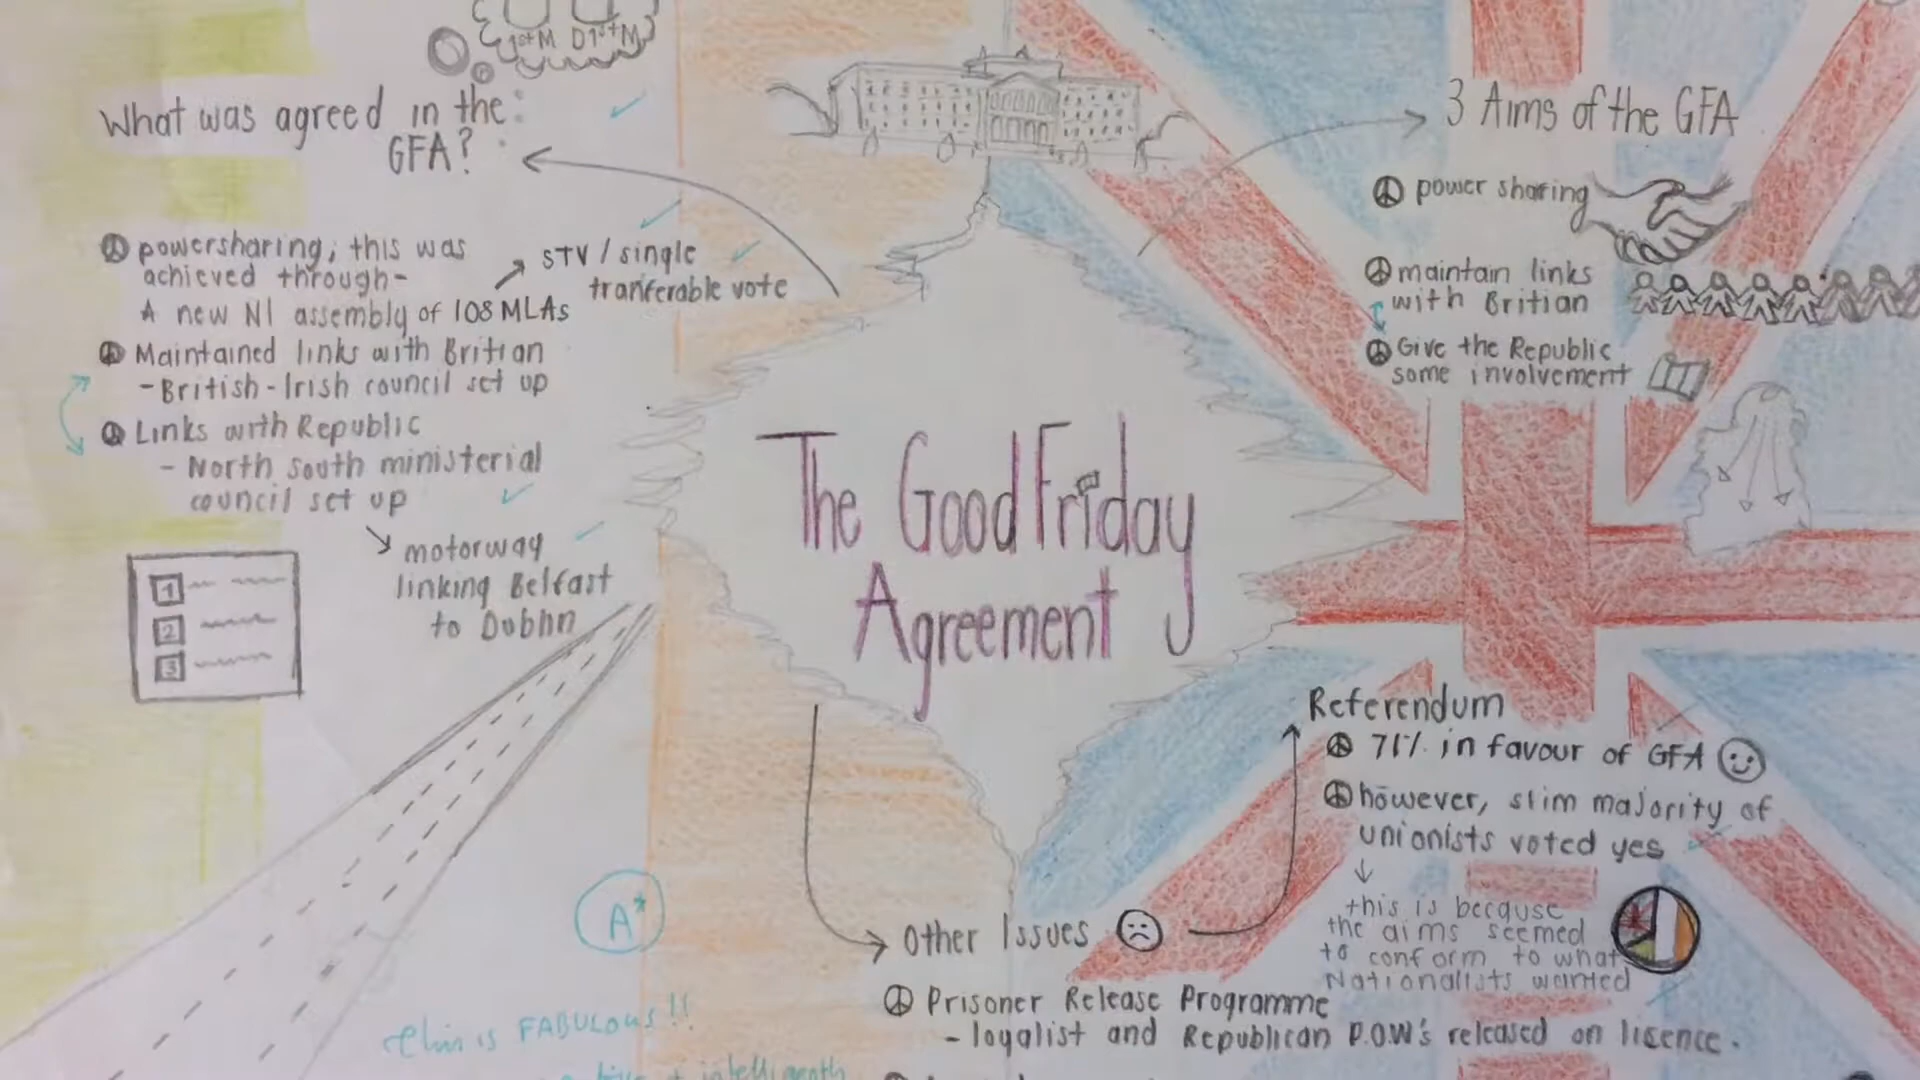 1stM D1stM
What was agreed in the:
GFA?
powersharing; this was
achieved through-
A new NI assembly of 108 MLAs
STV / single
tranferable vote
Maintained links with Britian
- British-Irish council set up
Links with Republic
- North south ministerial
council set up
motorway
linking Belfast
to Dublin
1
2
3
The Good Friday
Agreement
3 Aims of the GFA
power sharing
maintain links
with Britian
Give the Republic
some involvement
Referendum
71% in favour of GFA
however, slim majority of
unionists voted yes
this is because
the aims seemed
to conform to what
Nationalists wanted
Other Issues
Prisoner Release Programme
- loyalist and Republican P.O.W's released on licence.
A*
This is FABULOUS!!